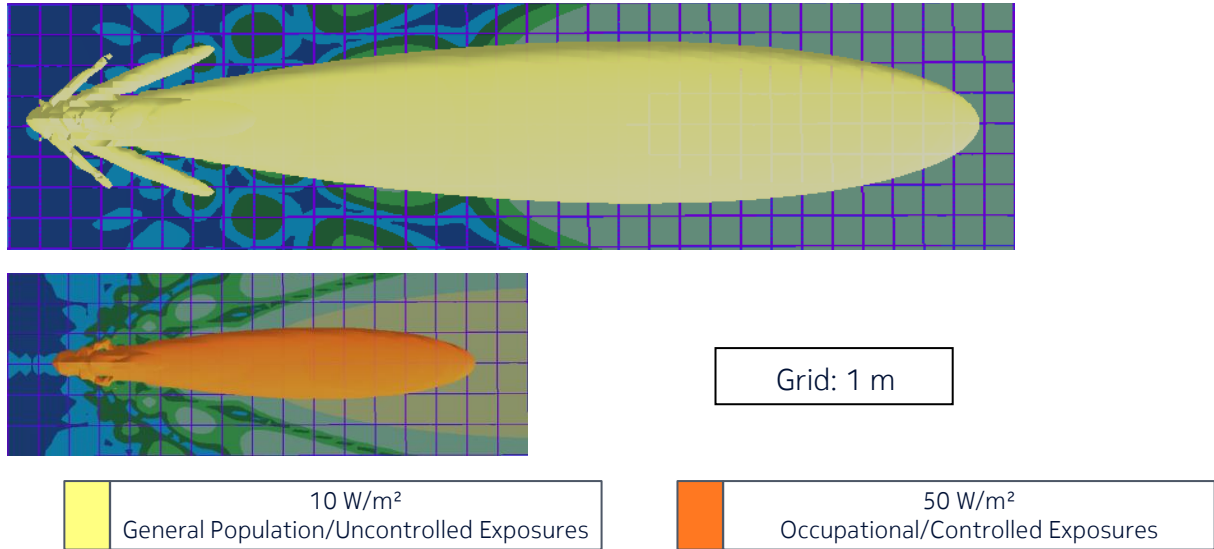 Grid: 1 m
10 W/m²
General Population/Uncontrolled Exposures
50 W/m²
Occupational/Controlled Exposures